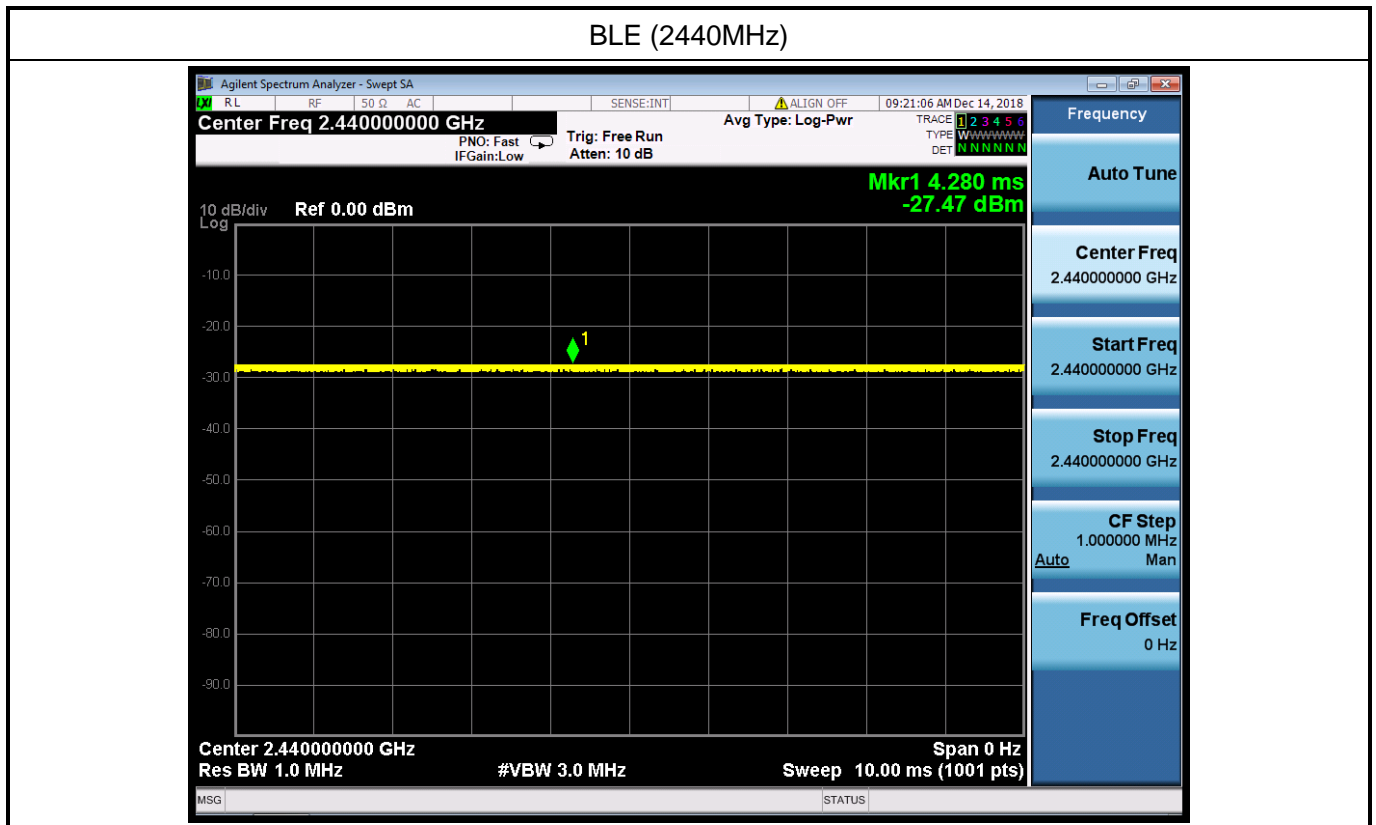 BLE (2440MHz)
Agilent Spectrum Analyzer - Swept SA
LXI RL RF 50 Ω AC SENSE:INT ALIGN OFF 09:21:06 AM Dec 14, 2018
Center Freq 2.440000000 GHz
PNO: Fast
IFGain:Low
Trig: Free Run
Atten: 10 dB
Avg Type: Log-Pwr
TRACE 1 2 3 4 5 6
TYPE WWWWWW
DET N N N N N N
Mkr1 4.280 ms
-27.47 dBm
10 dB/div Ref 0.00 dBm
Log
-10.0
-20.0
-30.0
-40.0
-50.0
-60.0
-70.0
-80.0
-90.0
1
Center 2.440000000 GHz Span 0 Hz
Res BW 1.0 MHz #VBW 3.0 MHz Sweep 10.00 ms (1001 pts)
MSG STATUS
Frequency
Auto Tune
Center Freq
2.440000000 GHz
Start Freq
2.440000000 GHz
Stop Freq
2.440000000 GHz
CF Step
1.000000 MHz
Auto Man
Freq Offset
0 Hz